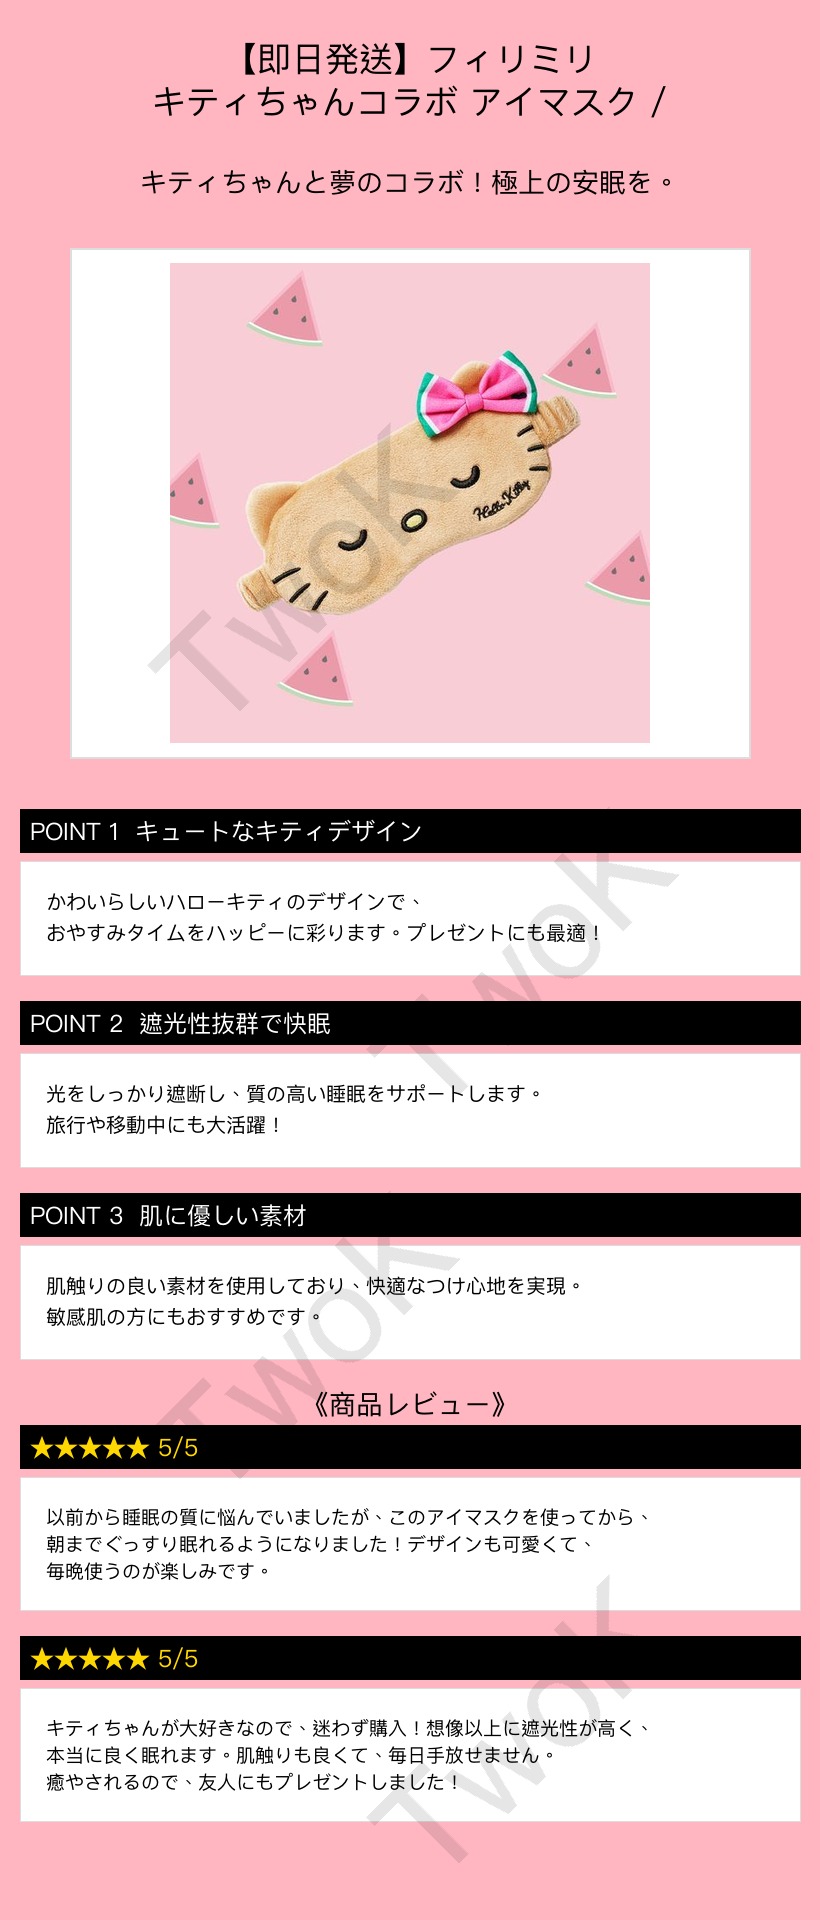 【即日発送】フィリミリ
キティちゃんコラボ アイマスク /
キティちゃんと夢のコラボ！極上の安眠を。
Hello Kitty
TwoK
POINT 1 キュートなキティデザイン
かわいらしいハローキティのデザインで、
おやすみタイムをハッピーに彩ります。プレゼントにも最適！
TwoK
POINT 2 遮光性抜群で快眠
光をしっかり遮断し、質の高い睡眠をサポートします。
旅行や移動中にも大活躍！
POINT 3 肌に優しい素材
肌触りの良い素材を使用しており、快適なつけ心地を実現。
敏感肌の方にもおすすめです。
TwoK
《商品レビュー》
★★★★★ 5/5
以前から睡眠の質に悩んでいましたが、このアイマスクを使ってから、
朝までぐっすり眠れるようになりました！デザインも可愛くて、
毎晩使うのが楽しみです。
★★★★★ 5/5
キティちゃんが大好きなので、迷わず購入！想像以上に遮光性が高く、
本当に良く眠れます。肌触りも良くて、毎日手放せません。
癒やされるので、友人にもプレゼントしました！
TwoK